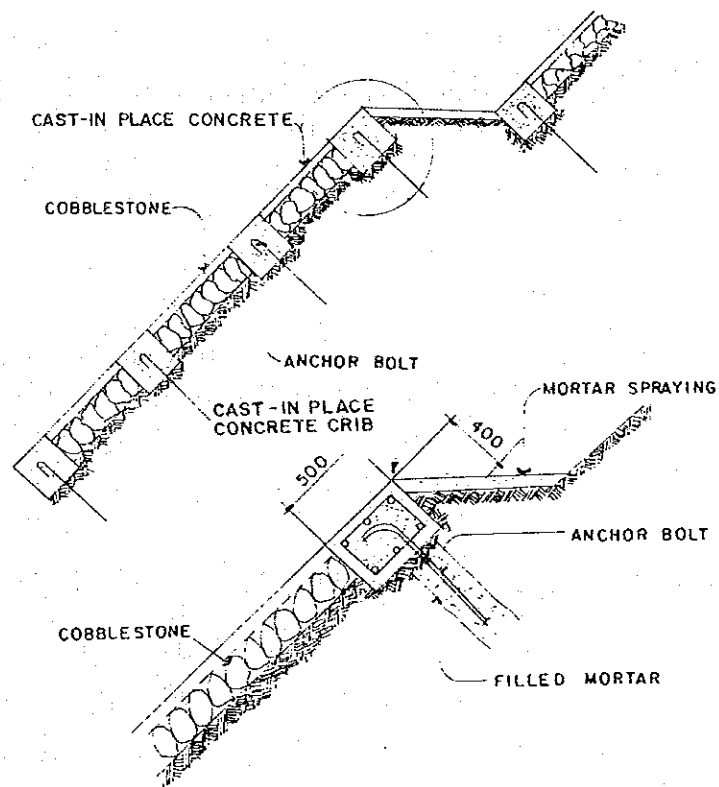 CAST-IN PLACE CONCRETE
COBBLESTONE
ANCHOR BOLT
CAST-IN PLACE
CONCRETE CRIB
MORTAR SPRAYING
400
500
ANCHOR BOLT
COBBLESTONE
FILLED MORTAR